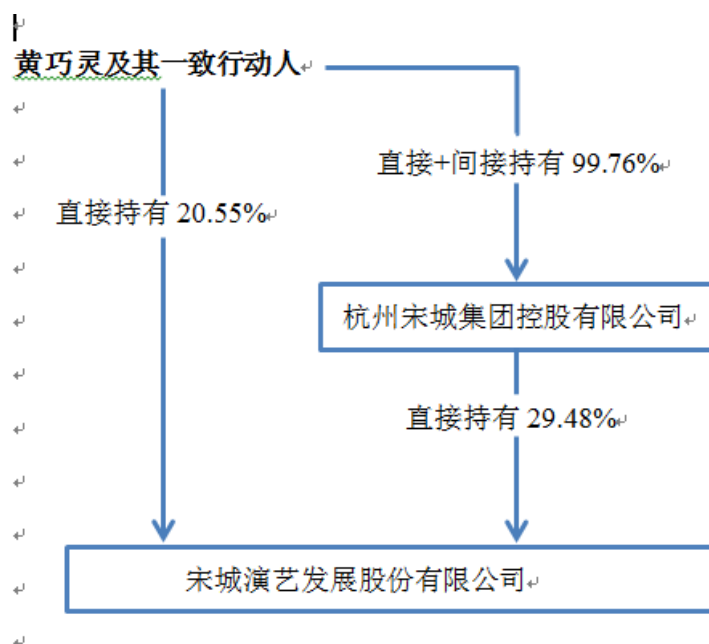 黄巧灵及其一致行动人
直接+间接持有 99.76%
直接持有 20.55%
杭州宋城集团控股有限公司
直接持有 29.48%
宋城演艺发展股份有限公司